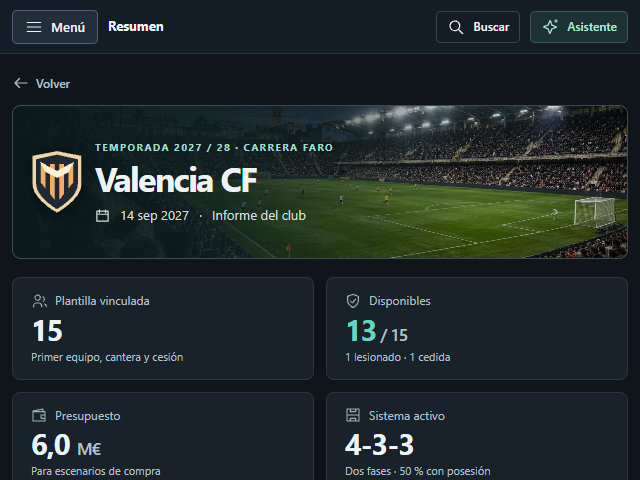 Menú
Resumen
Buscar
Asistente
Volver
TEMPORADA 2027 / 28 · CARRERA FARO
Valencia CF
14 sep 2027 · Informe del club
Plantilla vinculada
15
Primer equipo, cantera y cesión
Disponibles
13 / 15
1 lesionado · 1 cedida
Presupuesto
6,0 M€
Para escenarios de compra
Sistema activo
4-3-3
Dos fases · 50 % con posesión